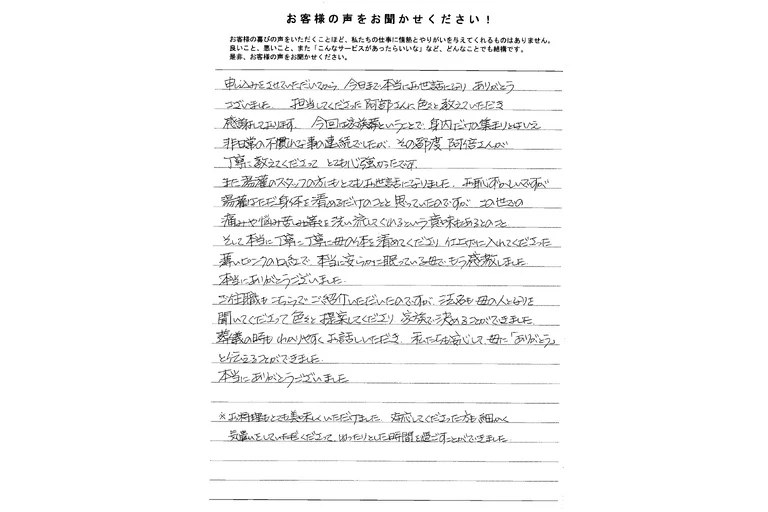 お客様の声をお聞かせください！
お客様の喜びの声をいただくことほど、私たちの仕事に情熱とやりがいを与えてくれるものはありません。
良いこと、悪いこと、また「こんなサービスがあったらいいな」など、どんなことでも結構です。
是非、お客様の声をお聞かせください。
申し込みをさせていただいてから、今日まで本当にお世話になり ありがとう
ございました。 担当してくださった阿部さんに色々と教えていただき
感謝しております。 今回は家族葬ということで、身内だけの集まりとはいえ
非日常の不慣れな事の連続でしたが、その都度 阿倍さんが
丁寧に教えてくださって とても心強かったです。
また湯灌のスタッフの方にもとてもお世話になりました。お恥ずかしいですが
湯灌はただ身体を清めるだけのことと思っていたのですが この世での
痛みや悩み苦しみ等を洗い流してくれるという意味もあるとのこと
そして本当に丁寧に丁寧に母の体を清めてくださり 仕上げに入れてくださった
薄いピンクの口紅で、本当に安らかに眠っている母で もう感激しました
本当にありがとうございました。
ご住職もこちらでご紹介いただいたのですが、法名も母の人となりを
聞いてくださって色々と提案してくださり 家族で決めることができました
葬儀の時も わかりやすくお話しいただき、私たちも安心して母に「ありがとう」
と伝えることができました。
本当にありがとうございました
※お料理もとても美味しくいただけました 対応してくださった方も細かく
気遣いをしていただくださって、ゆったりとした時間を過ごすことができました。